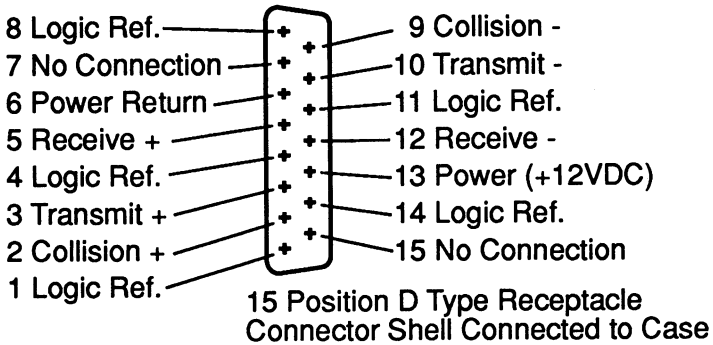 8 Logic Ref.
7 No Connection
6 Power Return
5 Receive +
4 Logic Ref.
3 Transmit +
2 Collision +
1 Logic Ref.
9 Collision -
10 Transmit -
11 Logic Ref.
12 Receive -
13 Power (+12VDC)
14 Logic Ref.
15 No Connection
15 Position D Type Receptacle
Connector Shell Connected to Case